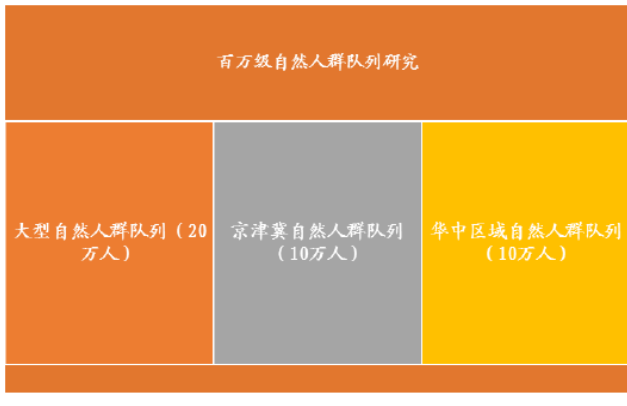 百万级自然人群队列研究
大型自然人群队列（20
万人）
京津冀自然人群队列
（10万人）
华中区域自然人群队列
（10万人）